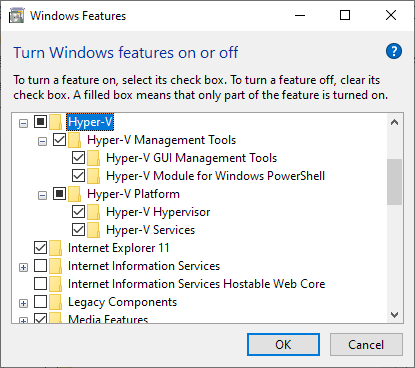 Windows Features
Turn Windows features on or off
To turn a feature on, select its check box. To turn a feature off, clear its
check box. A filled box means that only part of the feature is turned on.
Hyper-V
Hyper-V Management Tools
Hyper-V GUI Management Tools
Hyper-V Module for Windows PowerShell
Hyper-V Platform
Hyper-V Hypervisor
Hyper-V Services
Internet Explorer 11
Internet Information Services
Internet Information Services Hostable Web Core
Legacy Components
Media Features
OK
Cancel